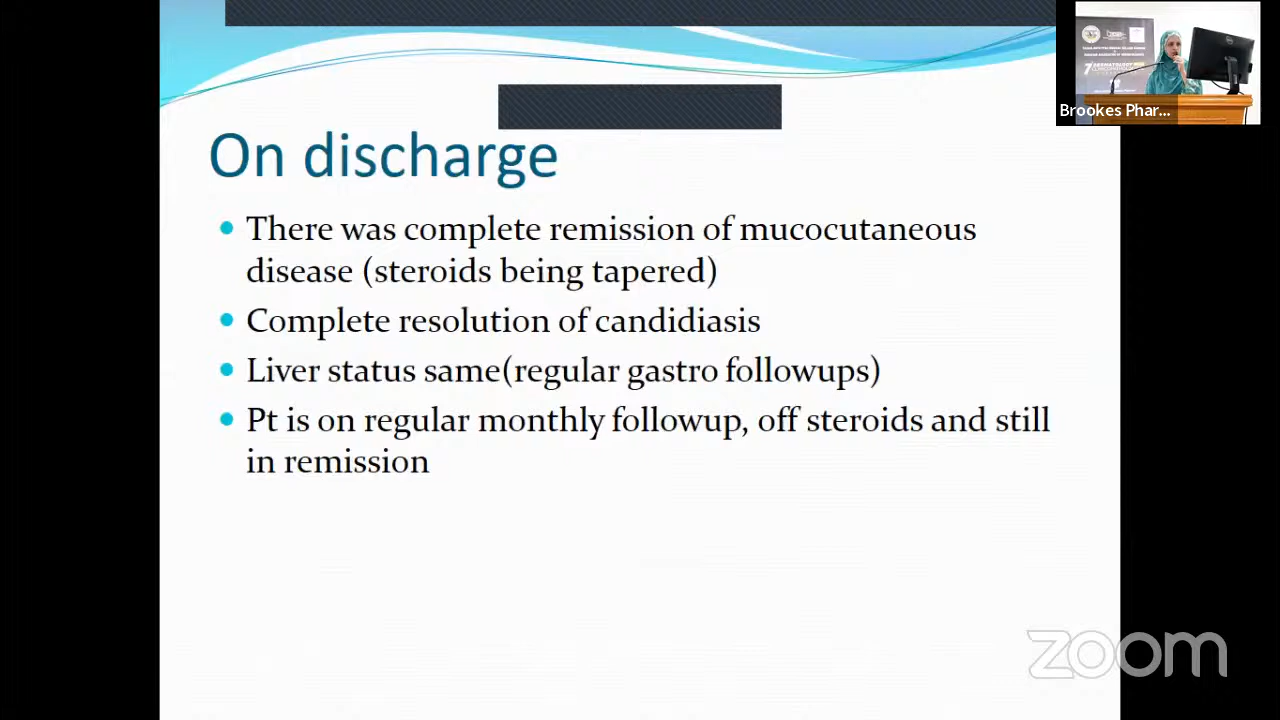 On discharge
There was complete remission of mucocutaneous
disease (steroids being tapered)
Complete resolution of candidiasis
Liver status same(regular gastro followups)
Pt is on regular monthly followup, off steroids and still
in remission
Brookes Phar...
zoom